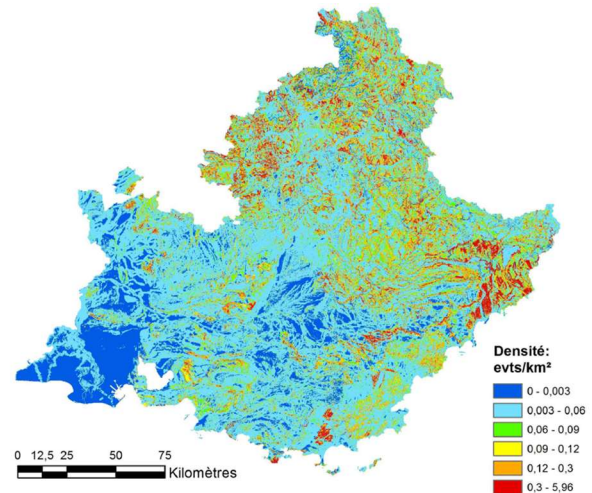 Densité:
evts/km²
0 - 0,003
0,003 - 0,06
0,06 - 0,09
0,09 - 0,12
0,12 - 0,3
0,3 - 5,96
0 12,5 25 50 75
Kilomètres